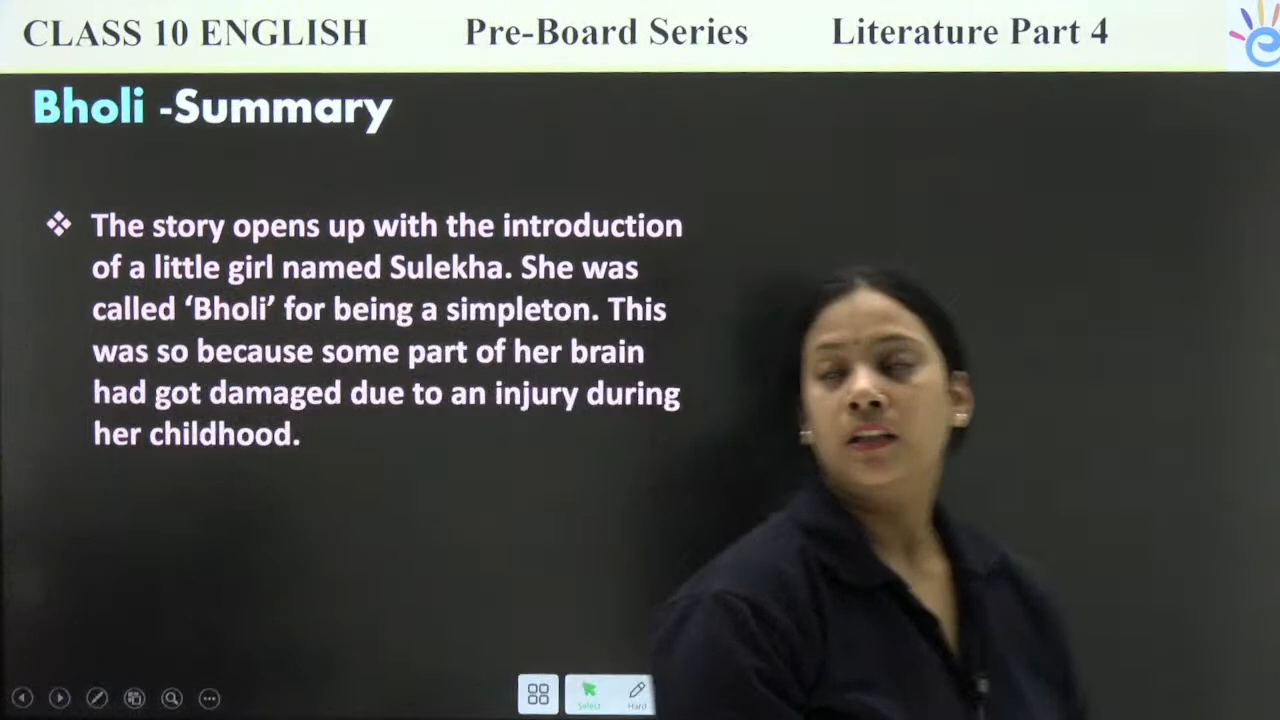 CLASS 10 ENGLISH Pre-Board Series Literature Part 4
Bholi -Summary
❖ The story opens up with the introduction
of a little girl named Sulekha. She was
called ‘Bholi’ for being a simpleton. This
was so because some part of her brain
had got damaged due to an injury during
her childhood.
Select Hard